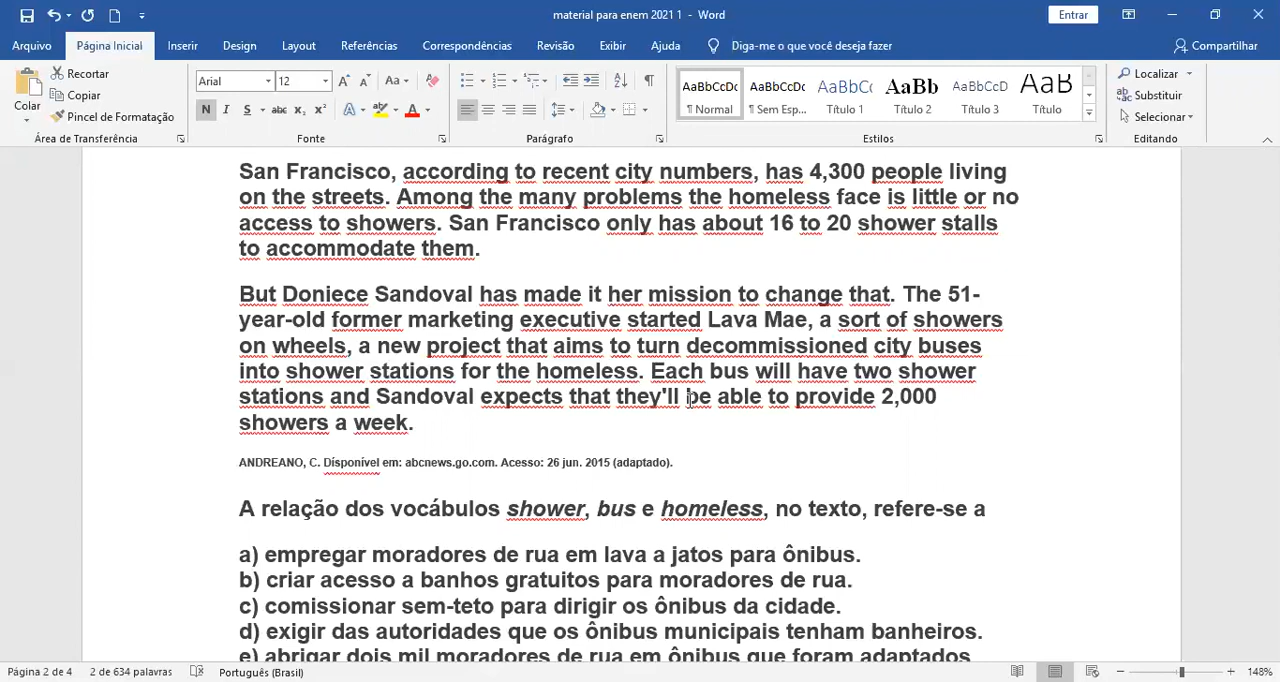 material para enem 2021 1 - Word
Entrar
Arquivo Página Inicial Inserir Design Layout Referências Correspondências Revisão Exibir Ajuda Diga-me o que você deseja fazer Compartilhar
Colar
Recortar
Copiar
Pincel de Formatação
Área de Transferência
Arial 12
N I S abc x₂ x²
Fonte
Parágrafo
AaBbCcDc AaBbCcDc AaBbCc AaBb AaBbCcD AaB
¶ Normal ¶ Sem Esp... Título 1 ¶ Título 2 ¶ Título 3 Título
Estilos
Localizar
Substituir
Selecionar
Editando
San Francisco, according to recent city numbers, has 4,300 people living
on the streets. Among the many problems the homeless face is little or no
access to showers. San Francisco only has about 16 to 20 shower stalls
to accommodate them.
But Doniece Sandoval has made it her mission to change that. The 51-
year-old former marketing executive started Lava Mae, a sort of showers
on wheels, a new project that aims to turn decommissioned city buses
into shower stations for the homeless. Each bus will have two shower
stations and Sandoval expects that they'll be able to provide 2,000
showers a week.
ANDREANO, C. Disponível em: abcnews.go.com. Acesso: 26 jun. 2015 (adaptado).
A relação dos vocábulos shower, bus e homeless, no texto, refere-se a
a) empregar moradores de rua em lava a jatos para ônibus.
b) criar acesso a banhos gratuitos para moradores de rua.
c) comissionar sem-teto para dirigir os ônibus da cidade.
d) exigir das autoridades que os ônibus municipais tenham banheiros.
e) abrigar dois mil moradores de rua em ônibus que foram adaptados
Página 2 de 4 2 de 634 palavras Português (Brasil) 148%